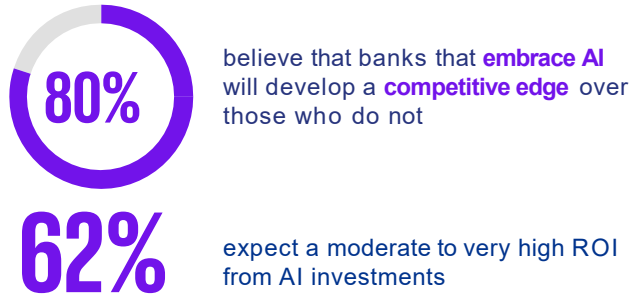 80%
believe that banks that embrace AI
will develop a competitive edge over
those who do not
62%
expect a moderate to very high ROI
from AI investments